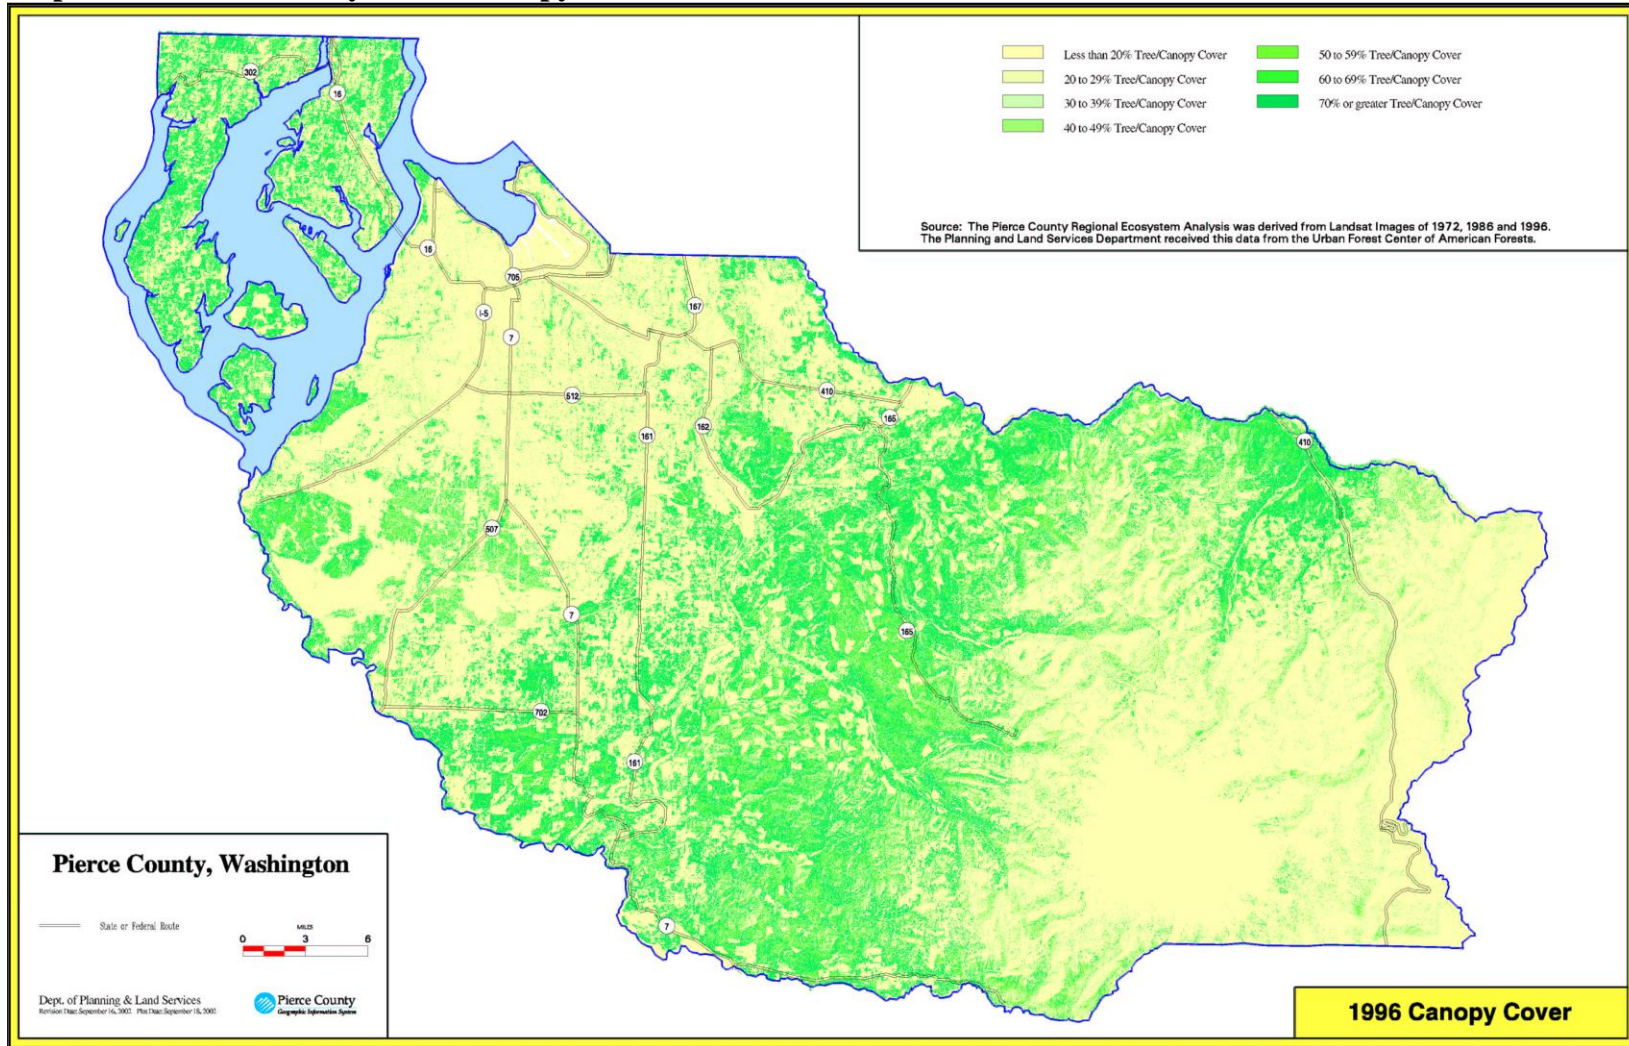 Less than 20% Tree/Canopy Cover
20 to 29% Tree/Canopy Cover
30 to 39% Tree/Canopy Cover
40 to 49% Tree/Canopy Cover
50 to 59% Tree/Canopy Cover
60 to 69% Tree/Canopy Cover
70% or greater Tree/Canopy Cover
Source: The Pierce County Regional Ecosystem Analysis was derived from Landsat Images of 1972, 1986 and 1996.
The Planning and Land Services Department received this data from the Urban Forest Center of American Forests.
302
16
16
705
I-5
7
167
512
410
165
161
162
410
507
7
165
702
161
7
Pierce County, Washington
State or Federal Route
MILES
0 3 6
Dept. of Planning & Land Services
Pierce County
Geographic Information System
1996 Canopy Cover